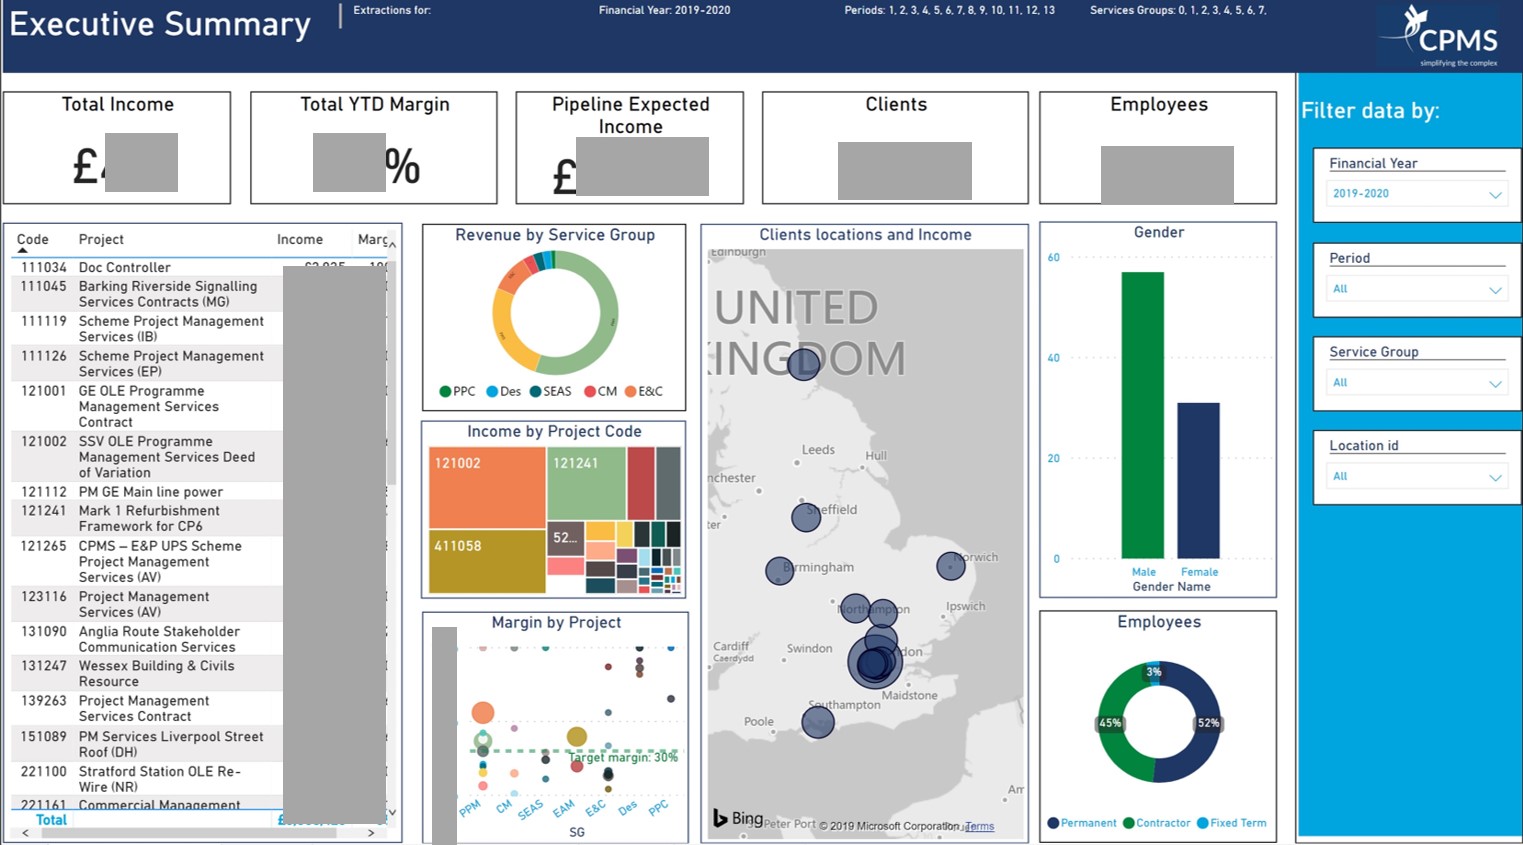 Executive Summary
Extractions for:
Financial Year: 2019-2020
Periods: 1, 2, 3, 4, 5, 6, 7, 8, 9, 10, 11, 12, 13
Services Groups: 0, 1, 2, 3, 4, 5, 6, 7,
CPMS
simplifying the complex
Total Income
£
Total YTD Margin
%
Pipeline Expected
Income
£
Clients
Employees
Filter data by:
Financial Year
2019-2020
Period
All
Service Group
All
Location id
All
Code Project Income Marg
111034 Doc Controller
111045 Barking Riverside Signalling
Services Contracts (MG)
111119 Scheme Project Management
Services (IB)
111126 Scheme Project Management
Services (EP)
121001 GE OLE Programme
Management Services
Contract
121002 SSV OLE Programme
Management Services Deed
of Variation
121112 PM GE Main line power
121241 Mark 1 Refurbishment
Framework for CP6
121265 CPMS – E&P UPS Scheme
Project Management
Services (AV)
123116 Project Management
Services (AV)
131090 Anglia Route Stakeholder
Communication Services
131247 Wessex Building & Civils
Resource
139263 Project Management
Services Contract
151089 PM Services Liverpool Street
Roof (DH)
221100 Stratford Station OLE Re-
Wire (NR)
221161 Commercial Management
Total
Revenue by Service Group
PPC Des SEAS CM E&C
Income by Project Code
121002
121241
411058
52...
Margin by Project
Target margin: 30%
PPM CM SEAS EAM E&C Des PPC
SG
Clients locations and Income
Edinburgh
UNITED
KINGDOM
Leeds
Hull
nchester
Sheffield
ter
Birmingham
Norwich
Northampton
Ipswich
Cardiff
Caerdydd
Swindon
don
Maidstone
Southampton
Poole
Am
Bing
St Peter Port
© 2019 Microsoft Corporation Terms
Gender
60
40
20
0
Male Female
Gender Name
Employees
3%
45%
52%
Permanent Contractor Fixed Term